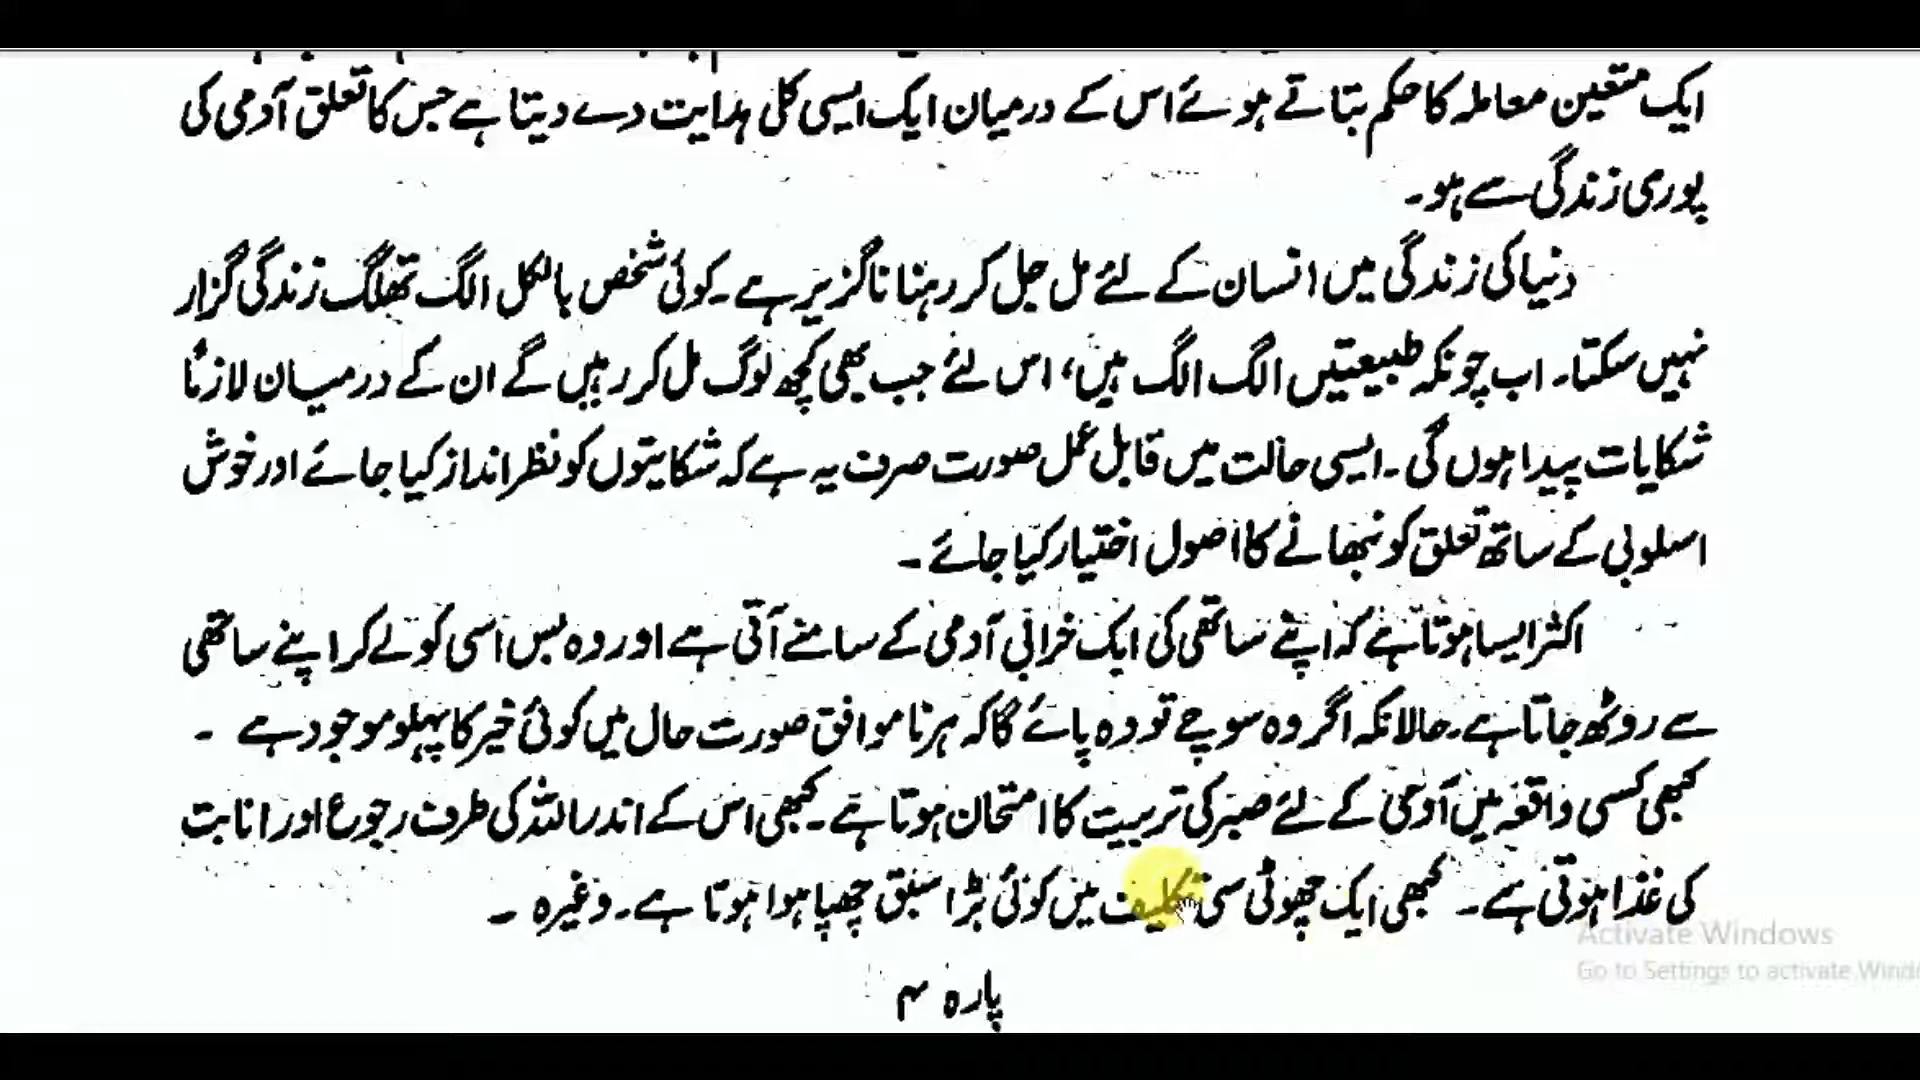 ایک متعین معاملہ کا حکم بتاتے ہوئے اس کے درمیان ایک ایسی کلی ہدایت دے دیتا ہے جس کا تعلق آدمی کی
پوری زندگی سے ہو۔
دنیا کی زندگی میں انسان کے لئے مل جل کر رہنا ناگزیر ہے۔ کوئی شخص بالکل الگ تھلگ زندگی گزار
نہیں سکتا۔ اب چونکہ طبیعتیں الگ الگ ہیں، اس لئے جب بھی کچھ لوگ مل کر رہیں گے ان کے درمیان لازماً
شکایات پیدا ہوں گی۔ ایسی حالت میں قابل عمل صورت صرف یہ ہے کہ شکایتوں کو نظر انداز کیا جائے اور خوش
اسلوبی کے ساتھ تعلق کو نبھانے کا اصول اختیار کیا جائے۔
اکثر ایسا ہوتا ہے کہ اپنے ساتھی کی ایک خرابی آدمی کے سامنے آتی ہے اور وہ بس اسی کو لے کر اپنے ساتھی
سے روٹھ جاتا ہے۔ حالانکہ اگر وہ سوچے تو وہ پائے گا کہ ہر ناموافق صورت حال میں کوئی خیر کا پہلو موجود ہے۔
کبھی کسی واقعہ میں آدمی کے لئے صبر کی تربیت کا امتحان ہوتا ہے۔ کبھی اس کے اندر اللہ کی طرف رجوع اور انابت
کی غذا ہوتی ہے۔ کبھی ایک چھوٹی سی تکلیف میں کوئی بڑا سبق چھپا ہوا ہوتا ہے۔ وغیرہ۔
Activate Windows
Go to Settings to activate Wind
پارہ ۴